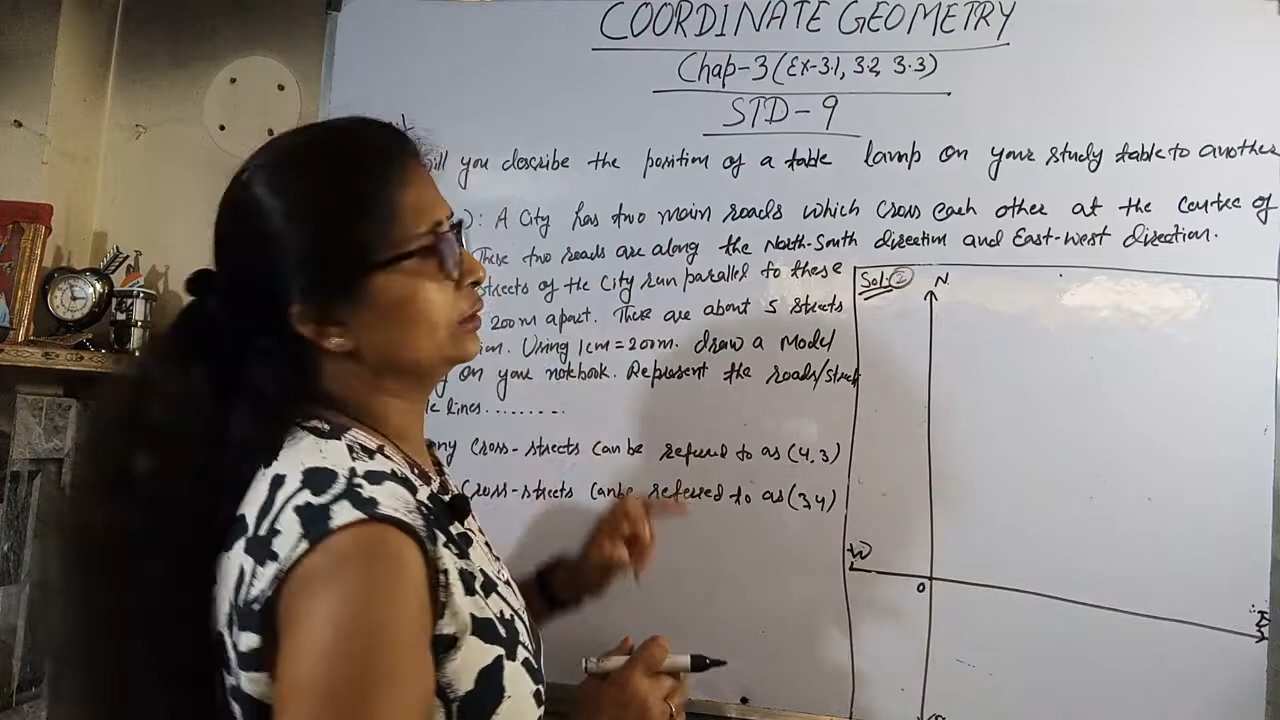 COORDINATE GEOMETRY
Chap-3 (Ex-3.1, 3.2, 3.3)
STD-9
you describe the position of a table lamp on your study table to another
): A City has two main roads which cross each other at the centre of
These two roads are along the North-South direction and East-West direction.
streets of the City run parallel to these
200m apart. There are about 5 streets
Using 1cm = 200m. draw a model
on your notebook. Represent the roads/street
lines.........
Cross-streets can be refered to as (4,3)
Cross-streets can be referred to as (3,4)
Sol: ②
N
W
O
E